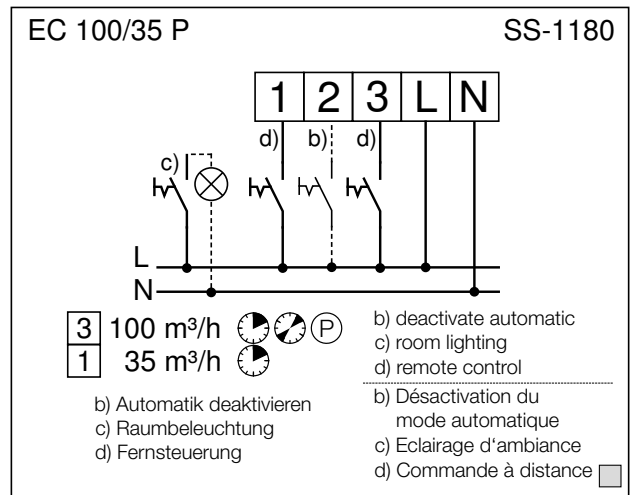 EC 100/35 P SS-1180
1 2 3 L N
d) b) d)
c)
L
N
3 100 m³/h P
1 35 m³/h
b) Automatik deaktivieren
c) Raumbeleuchtung
d) Fernsteuerung
b) deactivate automatic
c) room lighting
d) remote control
b) Désactivation du
mode automatique
c) Eclairage d'ambiance
d) Commande à distance